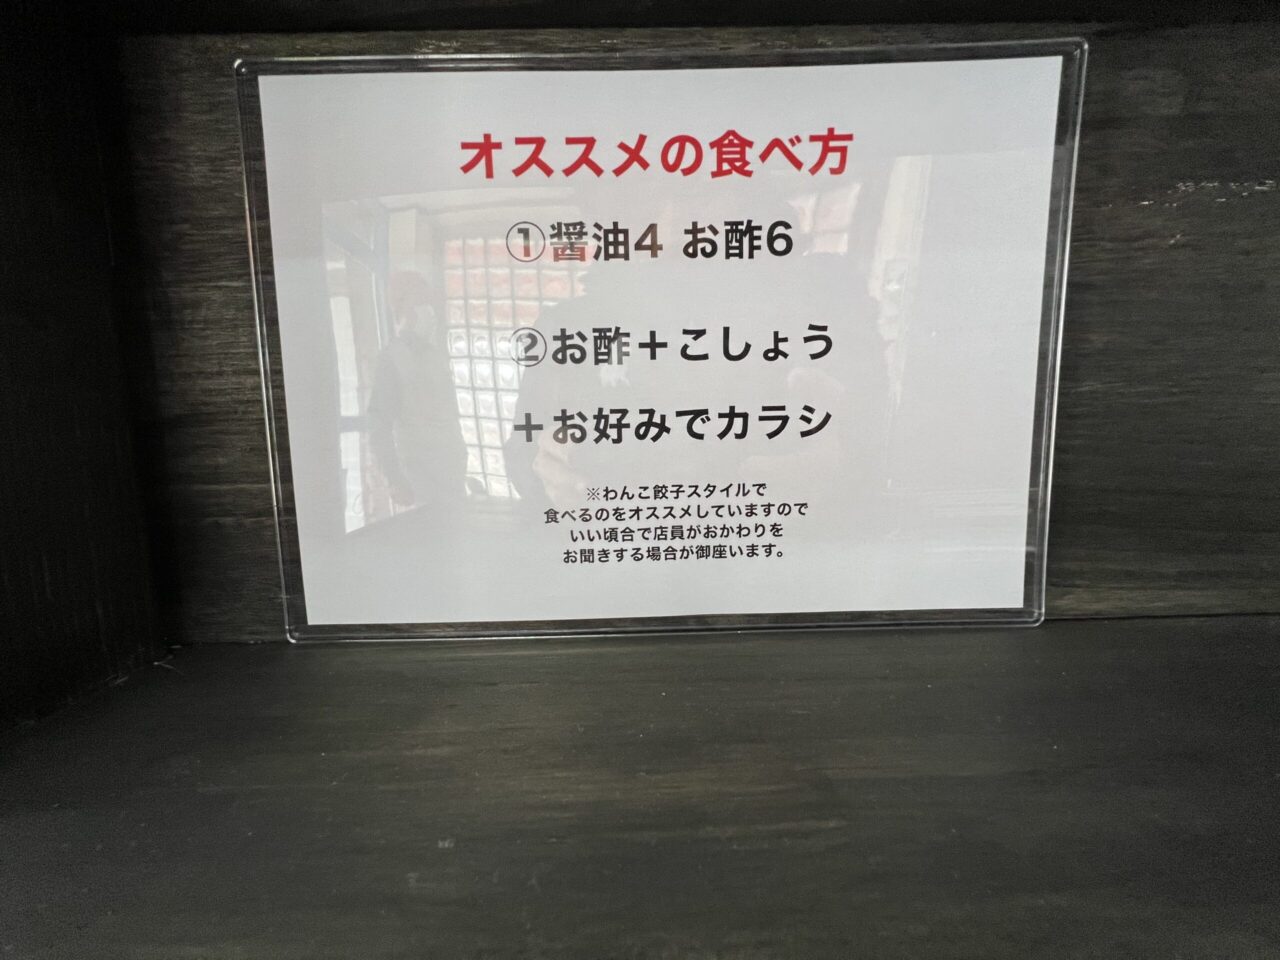 オススメの食べ方
①醤油4 お酢6
②お酢＋こしょう
＋お好みでカラシ
※わんこ餃子スタイルで
食べるのをオススメしていますので
いい頃合で店員がおかわりを
お聞きする場合が御座います。